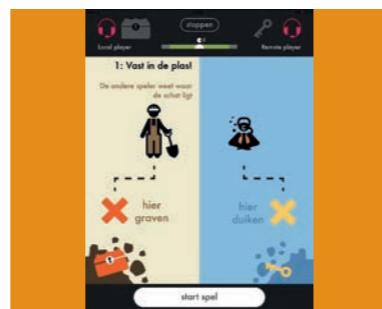 stoppen
Local player
Remote player
1: Vast in de plas!
De andere speler weet waar
de schat ligt
hier
graven
hier
duiken
start spel